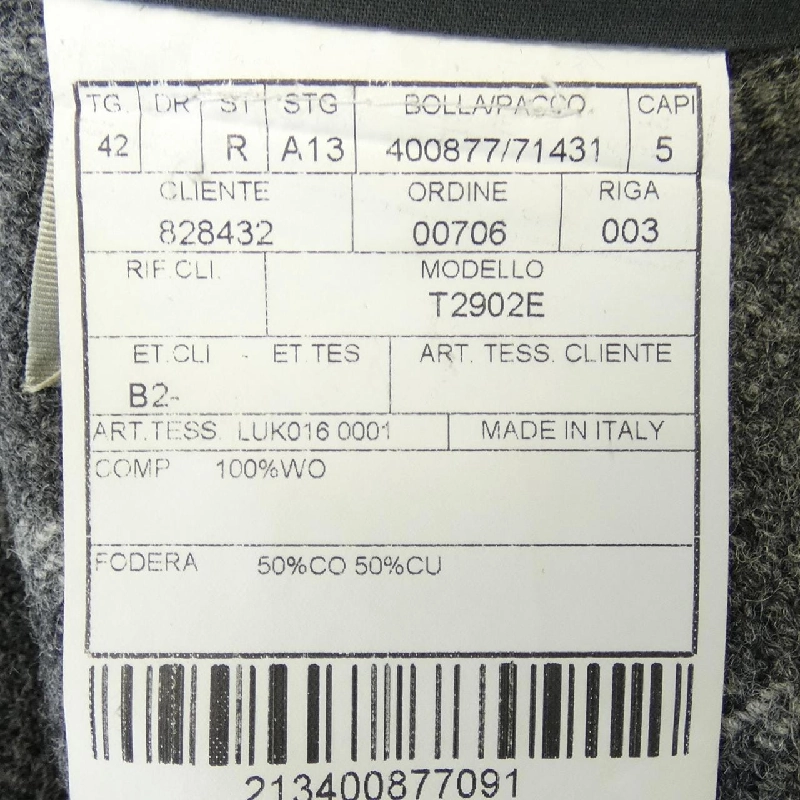 TG. DR ST STG BOLLA/PACCO CAPI
42 R A13 400877/71431 5
CLIENTE ORDINE RIGA
828432 00706 003
RIF.CLI. MODELLO
T2902E
ET.CLI - ET TES ART. TESS. CLIENTE
B2-
ART.TESS. LUK016 0001 MADE IN ITALY
COMP 100%WO
FODERA 50%CO 50%CU
213400877091